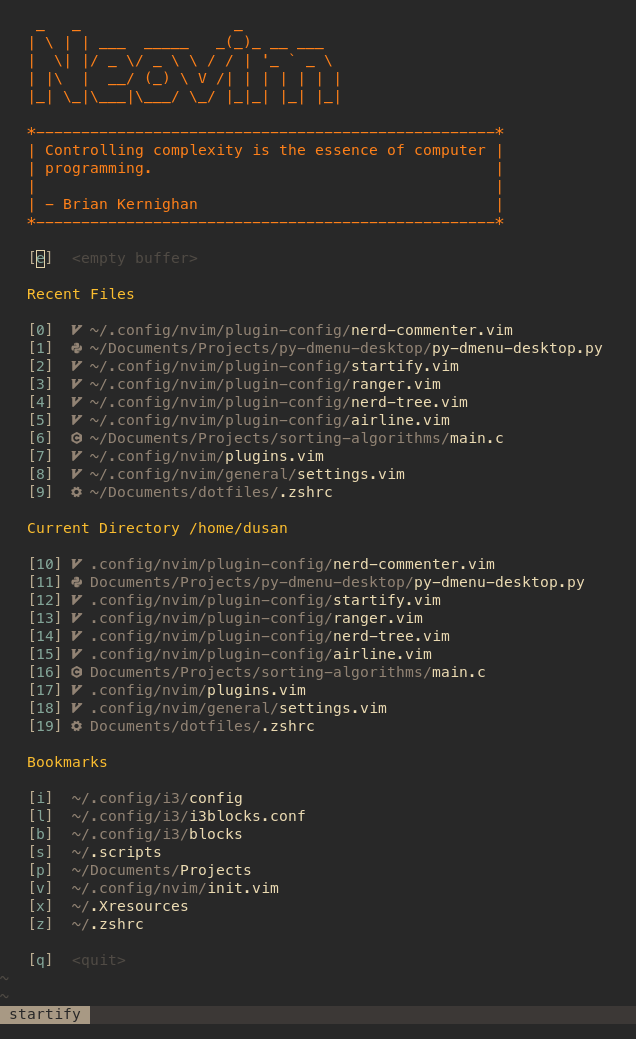 Neovim
Controlling complexity is the essence of computer
programming.
- Brian Kernighan
[e] <empty buffer>
Recent Files
[0] ~/.config/nvim/plugin-config/nerd-commenter.vim
[1] ~/Documents/Projects/py-dmenu-desktop/py-dmenu-desktop.py
[2] ~/.config/nvim/plugin-config/startify.vim
[3] ~/.config/nvim/plugin-config/ranger.vim
[4] ~/.config/nvim/plugin-config/nerd-tree.vim
[5] ~/.config/nvim/plugin-config/airline.vim
[6] ~/Documents/Projects/sorting-algorithms/main.c
[7] ~/.config/nvim/plugins.vim
[8] ~/.config/nvim/general/settings.vim
[9] ~/Documents/dotfiles/.zshrc
Current Directory /home/dusan
[10] .config/nvim/plugin-config/nerd-commenter.vim
[11] Documents/Projects/py-dmenu-desktop/py-dmenu-desktop.py
[12] .config/nvim/plugin-config/startify.vim
[13] .config/nvim/plugin-config/ranger.vim
[14] .config/nvim/plugin-config/nerd-tree.vim
[15] .config/nvim/plugin-config/airline.vim
[16] Documents/Projects/sorting-algorithms/main.c
[17] .config/nvim/plugins.vim
[18] .config/nvim/general/settings.vim
[19] Documents/dotfiles/.zshrc
Bookmarks
[i] ~/.config/i3/config
[l] ~/.config/i3/i3blocks.conf
[b] ~/.config/i3/blocks
[s] ~/.scripts
[p] ~/Documents/Projects
[v] ~/.config/nvim/init.vim
[x] ~/.Xresources
[z] ~/.zshrc
[q] <quit>
~
~
startify